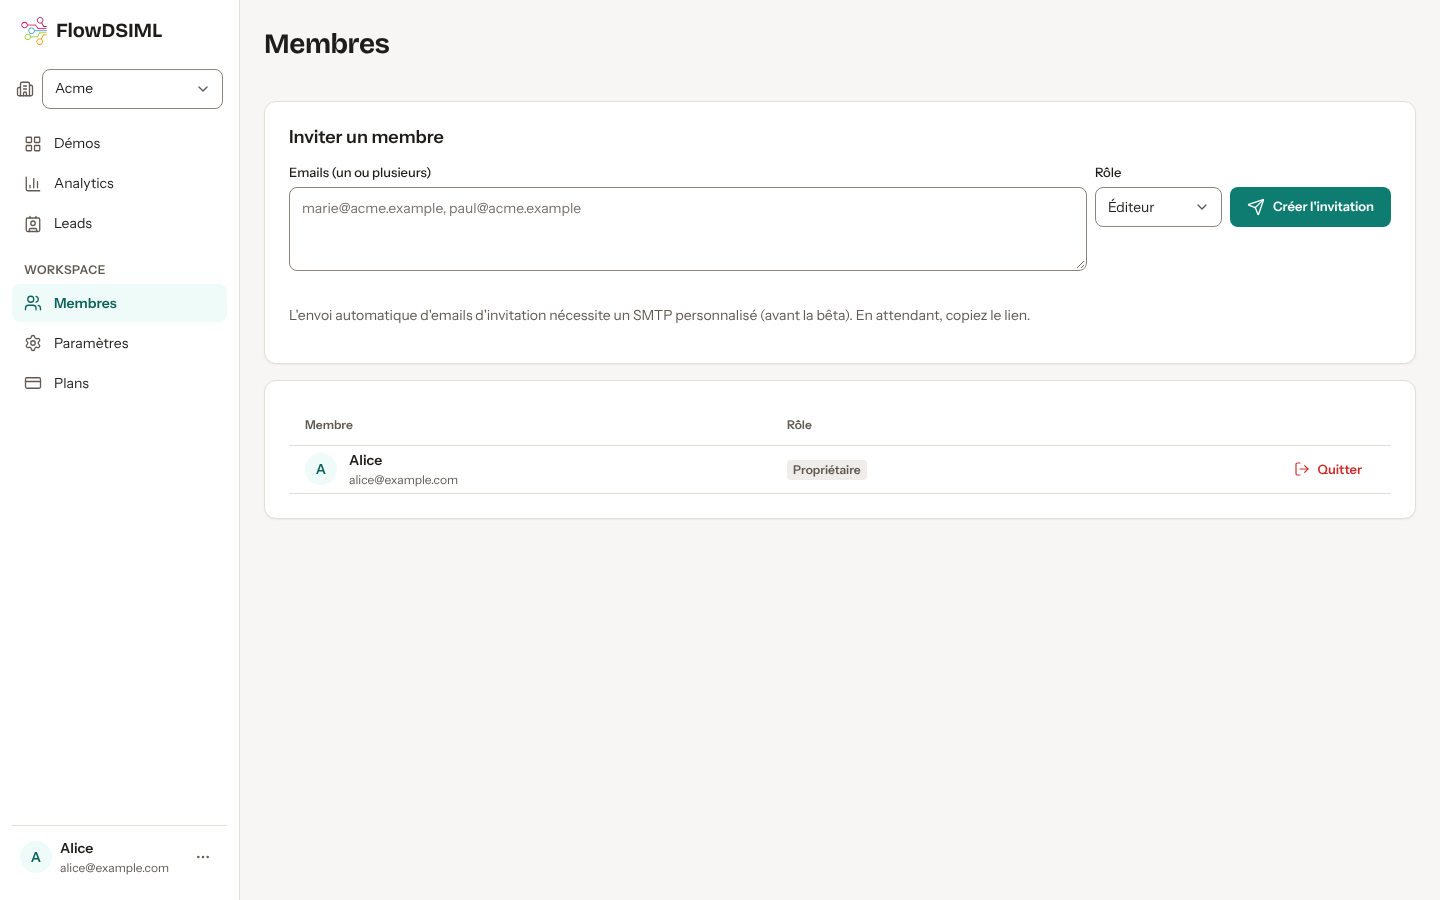 FlowDSIML
Acme
Démos
Analytics
Leads
WORKSPACE
Membres
Paramètres
Plans
A
Alice
alice@example.com
Membres
Inviter un membre
Emails (un ou plusieurs)
marie@acme.example, paul@acme.example
Rôle
Éditeur
Créer l'invitation
L'envoi automatique d'emails d'invitation nécessite un SMTP personnalisé (avant la bêta). En attendant, copiez le lien.
Membre
Rôle
A
Alice
alice@example.com
Propriétaire
Quitter